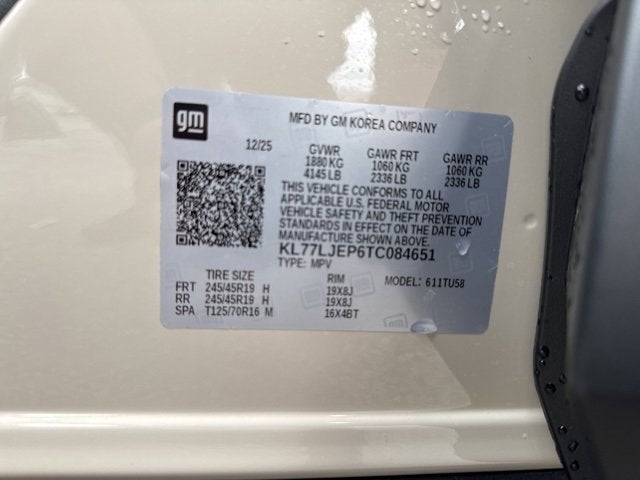 gm
MFD BY GM KOREA COMPANY
12/25 GVWR GAWR FRT GAWR RR
1880 KG 1060 KG 1060 KG
4145 LB 2336 LB 2336 LB
THIS VEHICLE CONFORMS TO ALL
APPLICABLE U.S. FEDERAL MOTOR
VEHICLE SAFETY AND THEFT PREVENTION
STANDARDS IN EFFECT ON THE DATE OF
MANUFACTURE SHOWN ABOVE.
KL77LJEP6TC084651
TYPE: MPV
TIRE SIZE RIM MODEL: 611TU58
FRT 245/45R19 H 19X8J
RR 245/45R19 H 19X8J
SPA T125/70R16 M 16X4BT